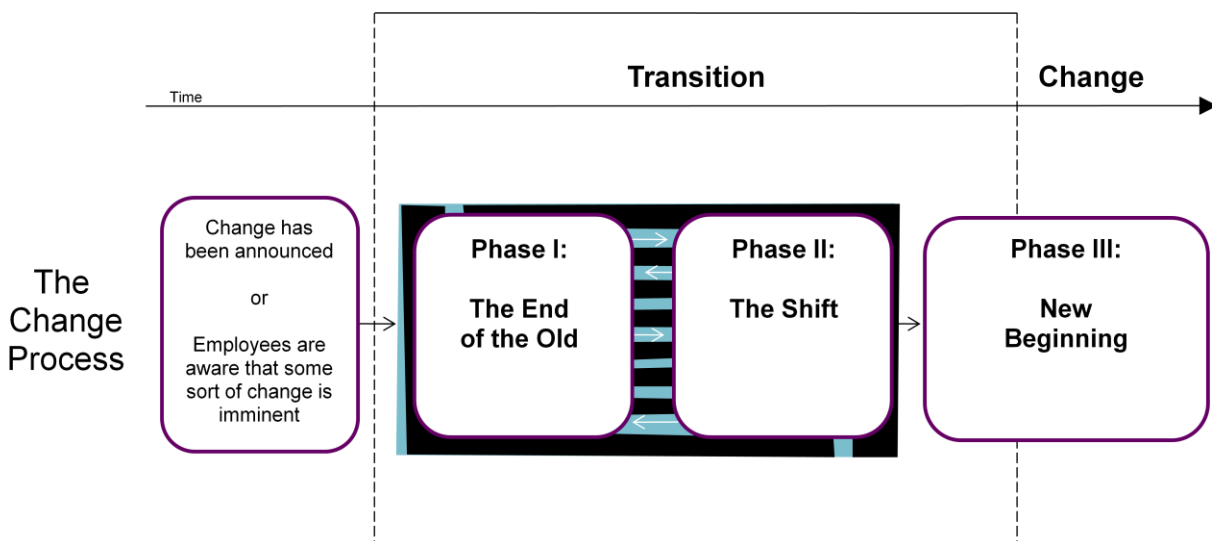 Transition
Change
Time
The
Change
Process
Change has
been announced
or
Employees are
aware that some
sort of change is
imminent
Phase I:
The End
of the Old
Phase II:
The Shift
Phase III:
New
Beginning